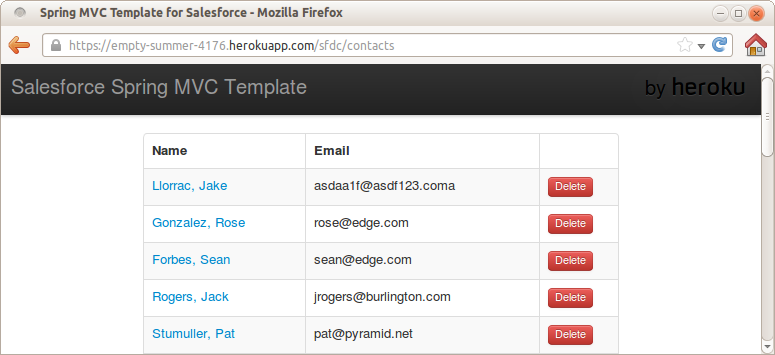 Spring MVC Template for Salesforce - Mozilla Firefox
https://empty-summer-4176.herokuapp.com/sfdc/contacts
Salesforce Spring MVC Template by heroku
Name Email
Llorrac, Jake asdaa1f@asdf123.coma Delete
Gonzalez, Rose rose@edge.com Delete
Forbes, Sean sean@edge.com Delete
Rogers, Jack jrogers@burlington.com Delete
Stumuller, Pat pat@pyramid.net Delete